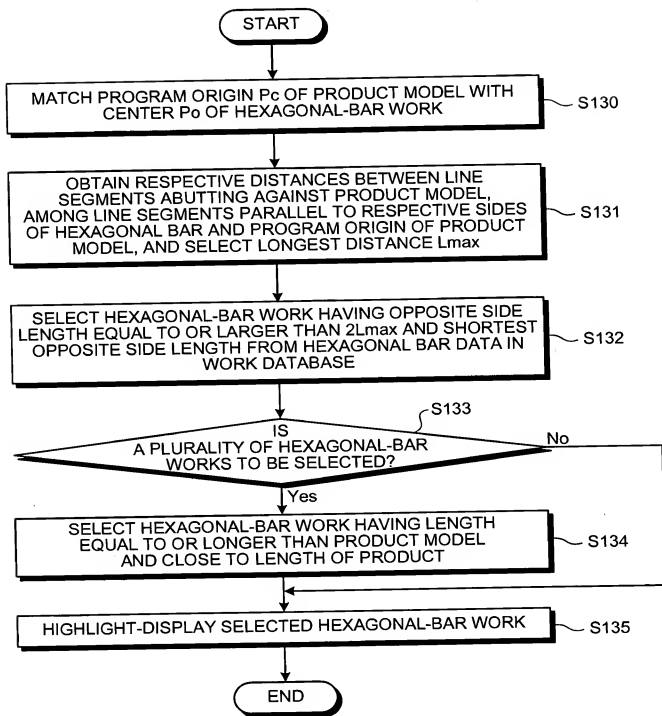 START
MATCH PROGRAM ORIGIN Pc OF PRODUCT MODEL WITH
CENTER Po OF HEXAGONAL-BAR WORK
S130
OBTAIN RESPECTIVE DISTANCES BETWEEN LINE
SEGMENTS ABUTTING AGAINST PRODUCT MODEL,
AMONG LINE SEGMENTS PARALLEL TO RESPECTIVE SIDES
OF HEXAGONAL BAR AND PROGRAM ORIGIN OF PRODUCT
MODEL, AND SELECT LONGEST DISTANCE Lmax
S131
SELECT HEXAGONAL-BAR WORK HAVING OPPOSITE SIDE
LENGTH EQUAL TO OR LARGER THAN 2Lmax AND SHORTEST
OPPOSITE SIDE LENGTH FROM HEXAGONAL BAR DATA IN
WORK DATABASE
S132
S133
IS
A PLURALITY OF HEXAGONAL-BAR
WORKS TO BE SELECTED?
No
Yes
SELECT HEXAGONAL-BAR WORK HAVING LENGTH
EQUAL TO OR LONGER THAN PRODUCT MODEL
AND CLOSE TO LENGTH OF PRODUCT
S134
HIGHLIGHT-DISPLAY SELECTED HEXAGONAL-BAR WORK
S135
END